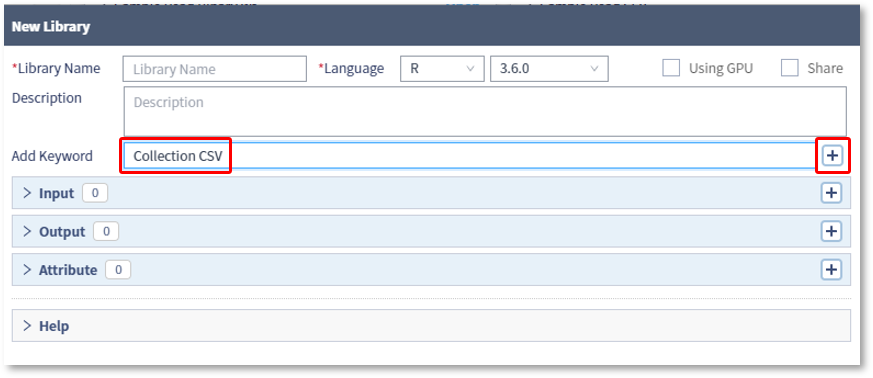 New Library
*Library Name Library Name *Language R 3.6.0 Using GPU Share
Description Description
Add Keyword Collection CSV
Input 0
Output 0
Attribute 0
Help